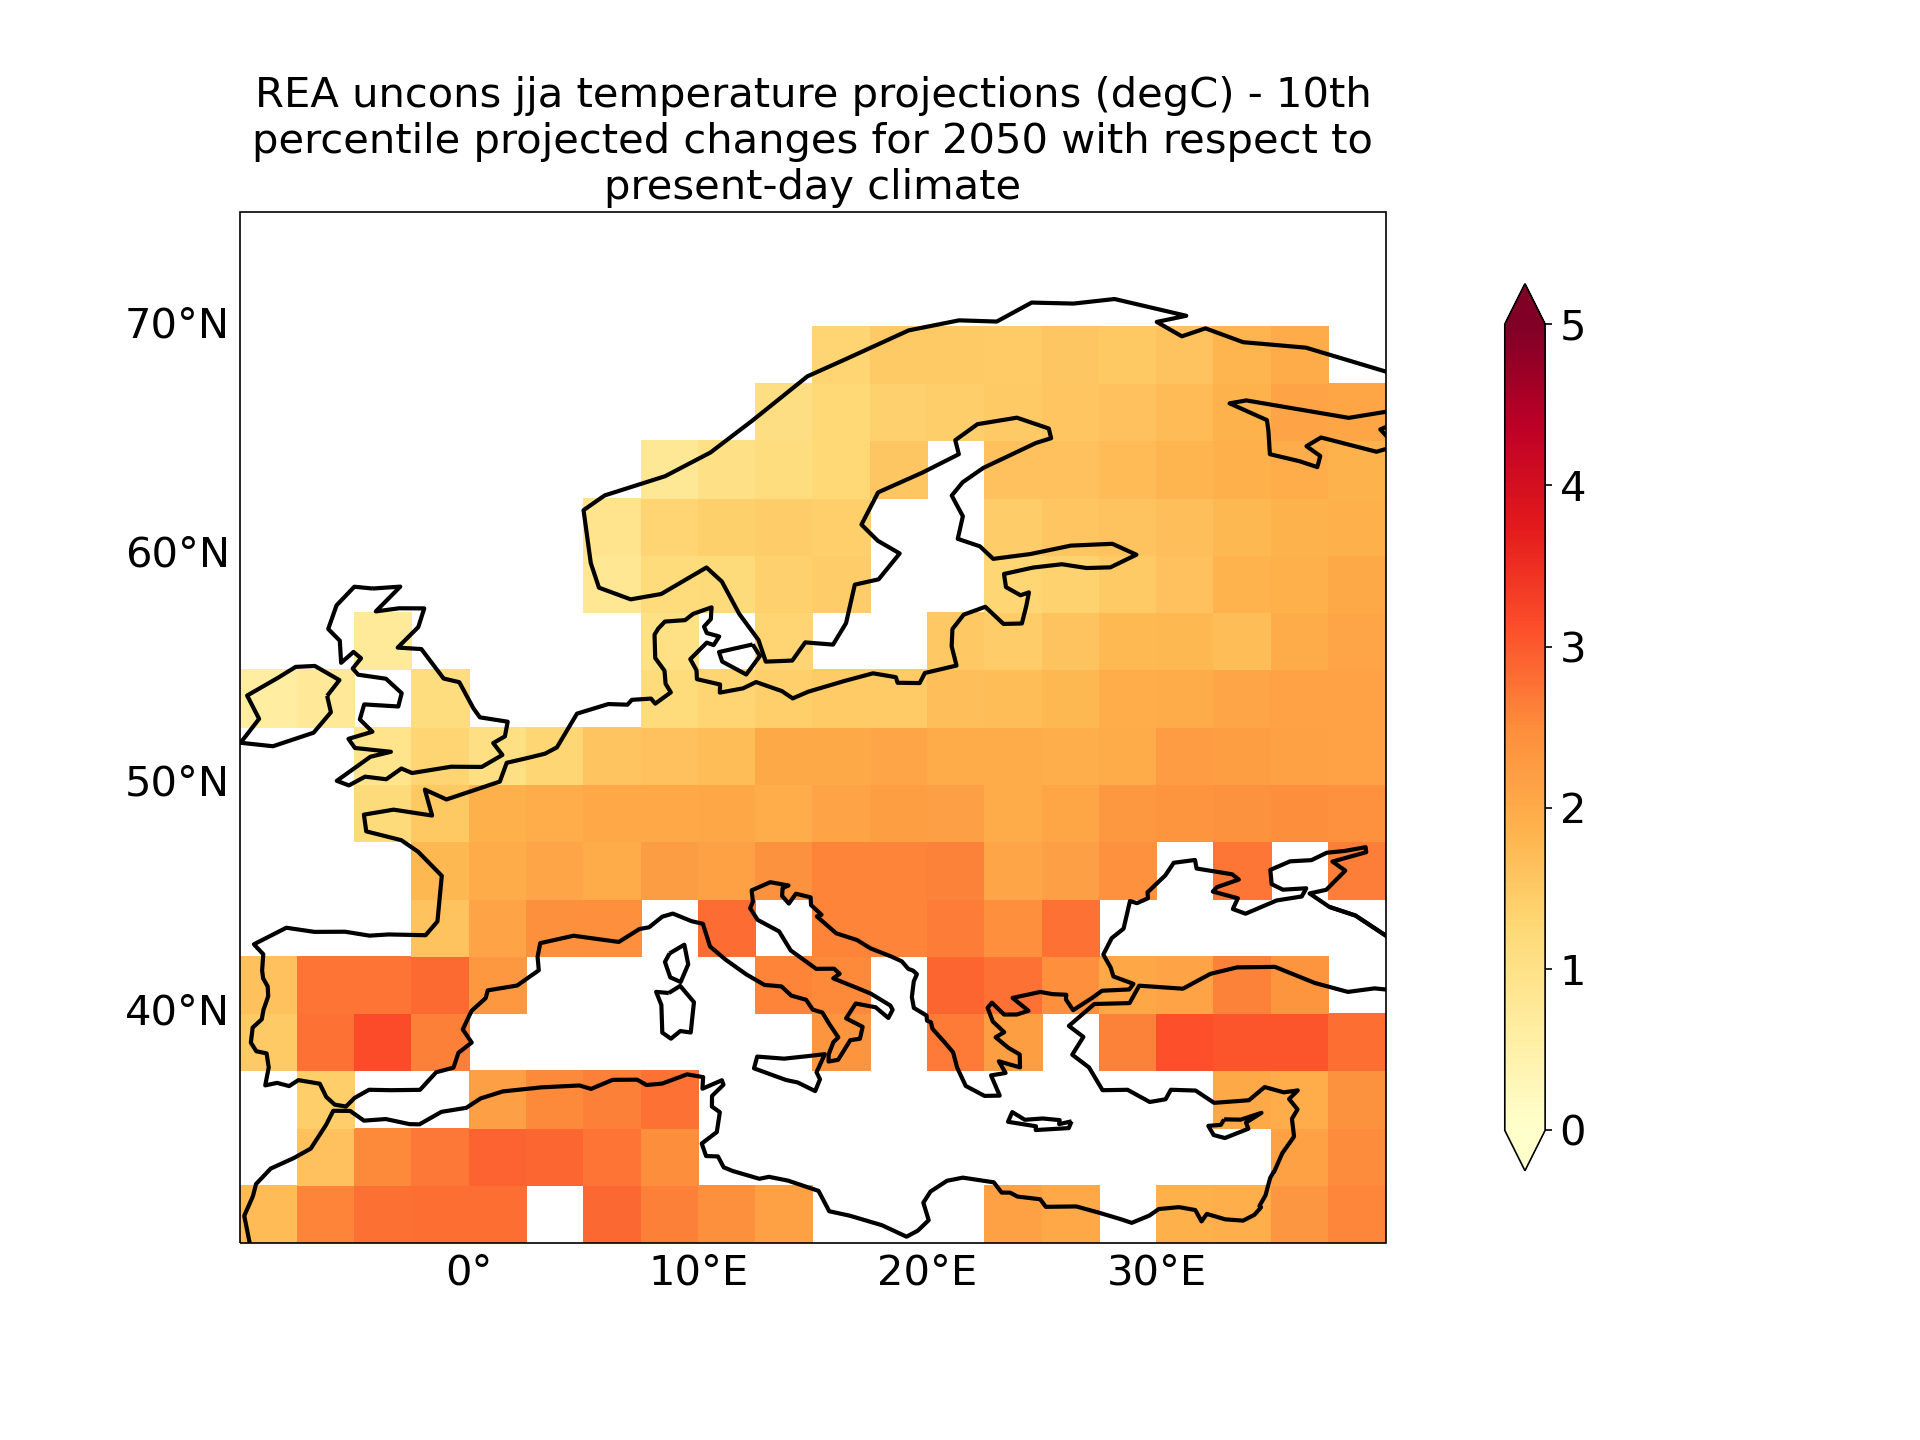 REA uncons jja temperature projections (degC) - 10th
percentile projected changes for 2050 with respect to
present-day climate
70°N
60°N
50°N
40°N
0°
10°E
20°E
30°E
5
4
3
2
1
0